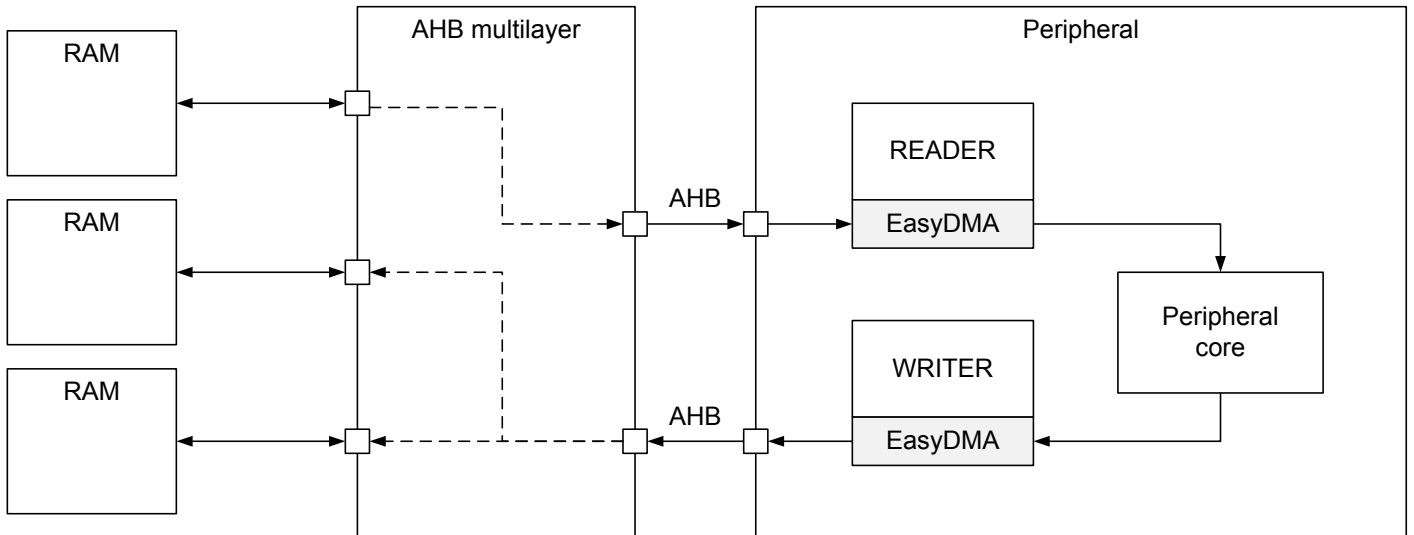 AHB multilayer
Peripheral
RAM
READER
AHB
EasyDMA
RAM
Peripheral
core
WRITER
RAM
AHB
EasyDMA